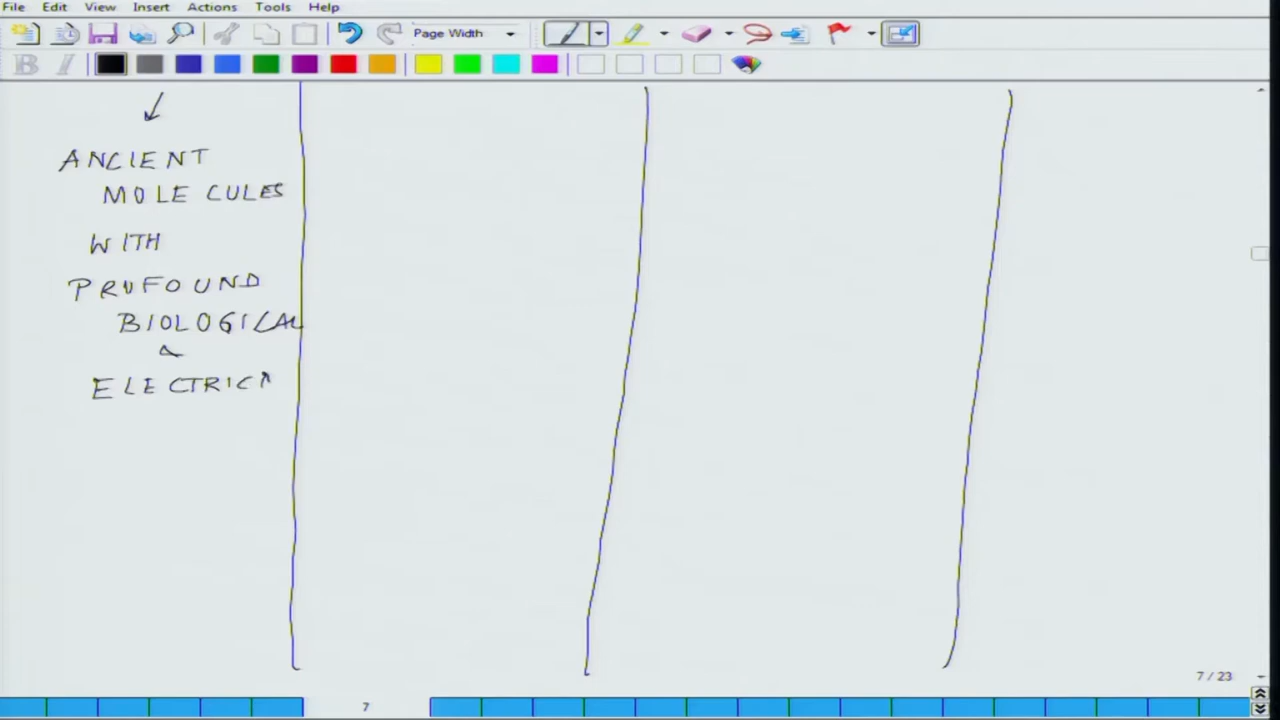 File Edit View Insert Actions Tools Help
Page Width
B I
ANCIENT
MOLECULES
WITH
PROFOUND
BIOLOGICAL
&
ELECTRICA
7 / 23
7